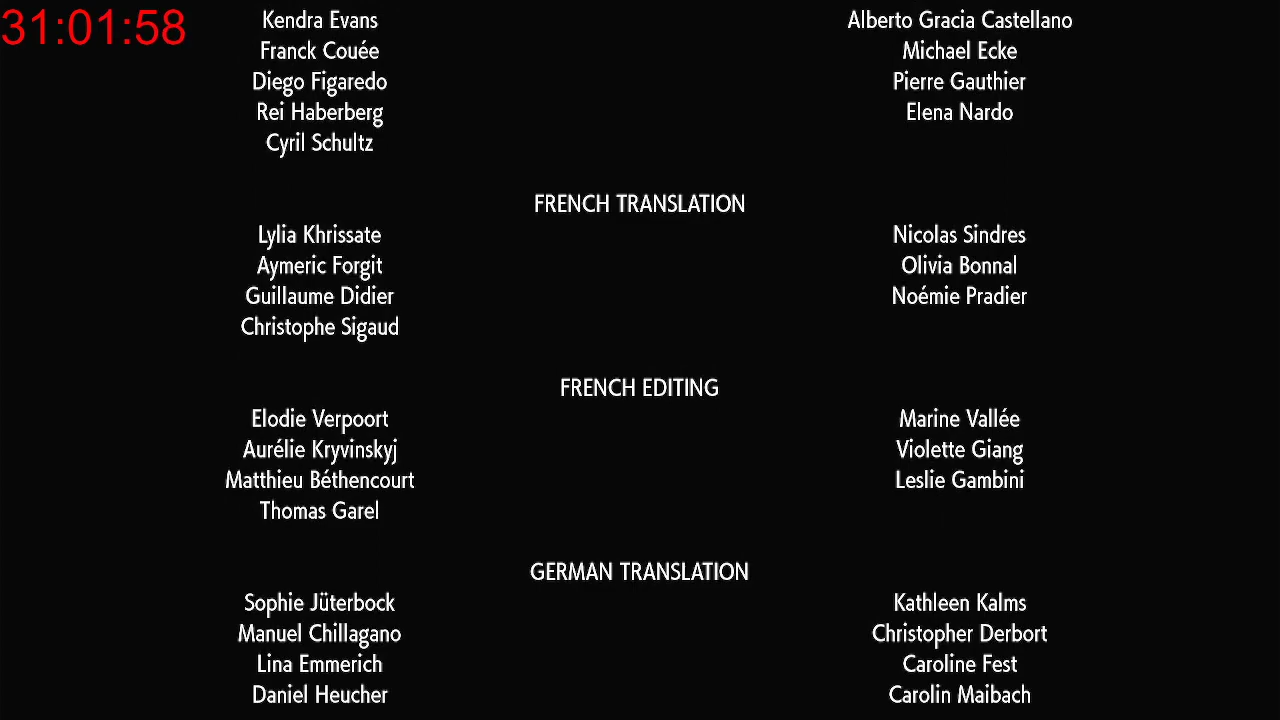 31:01:58
Kendra Evans Alberto Gracia Castellano
Franck Couée Michael Ecke
Diego Figaredo Pierre Gauthier
Rei Haberberg Elena Nardo
Cyril Schultz
FRENCH TRANSLATION
Lylia Khrissate Nicolas Sindres
Aymeric Forgit Olivia Bonnal
Guillaume Didier Noémie Pradier
Christophe Sigaud
FRENCH EDITING
Elodie Verpoort Marine Vallée
Aurélie Kryvinskyj Violette Giang
Matthieu Béthencourt Leslie Gambini
Thomas Garel
GERMAN TRANSLATION
Sophie Jüterbock Kathleen Kalms
Manuel Chillagano Christopher Derbort
Lina Emmerich Caroline Fest
Daniel Heucher Carolin Maibach